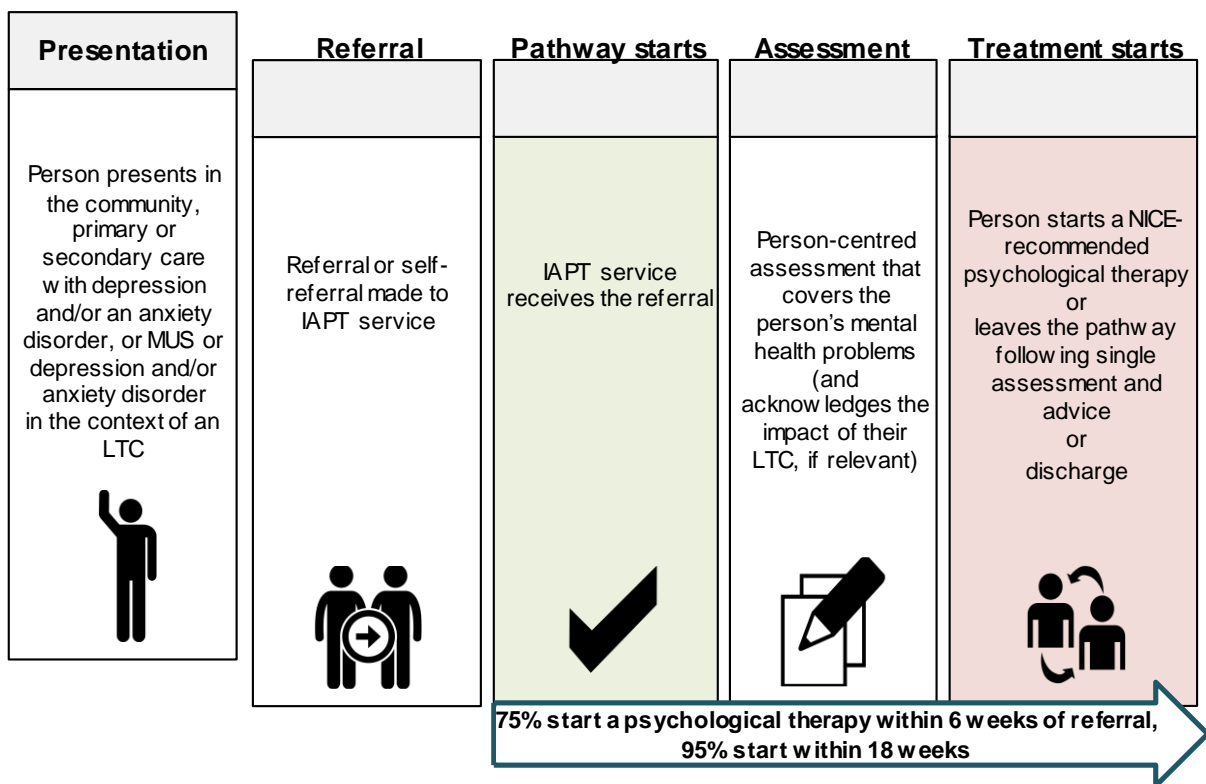 Presentation
Person presents in
the community,
primary or
secondary care
with depression
and/or an anxiety
disorder, or MUS or
depression and/or
anxiety disorder
in the context of an
LTC
Referral
Referral or self-
referral made to
IAPT service
Pathway starts
IAPT service
receives the referral
Assessment
Person-centred
assessment that
covers the
person's mental
health problems
(and
acknowledges the
impact of their
LTC, if relevant)
Treatment starts
Person starts a NICE-
recommended
psychological therapy
or
leaves the pathway
following single
assessment and
advice
or
discharge
75% start a psychological therapy within 6 weeks of referral,
95% start within 18 weeks